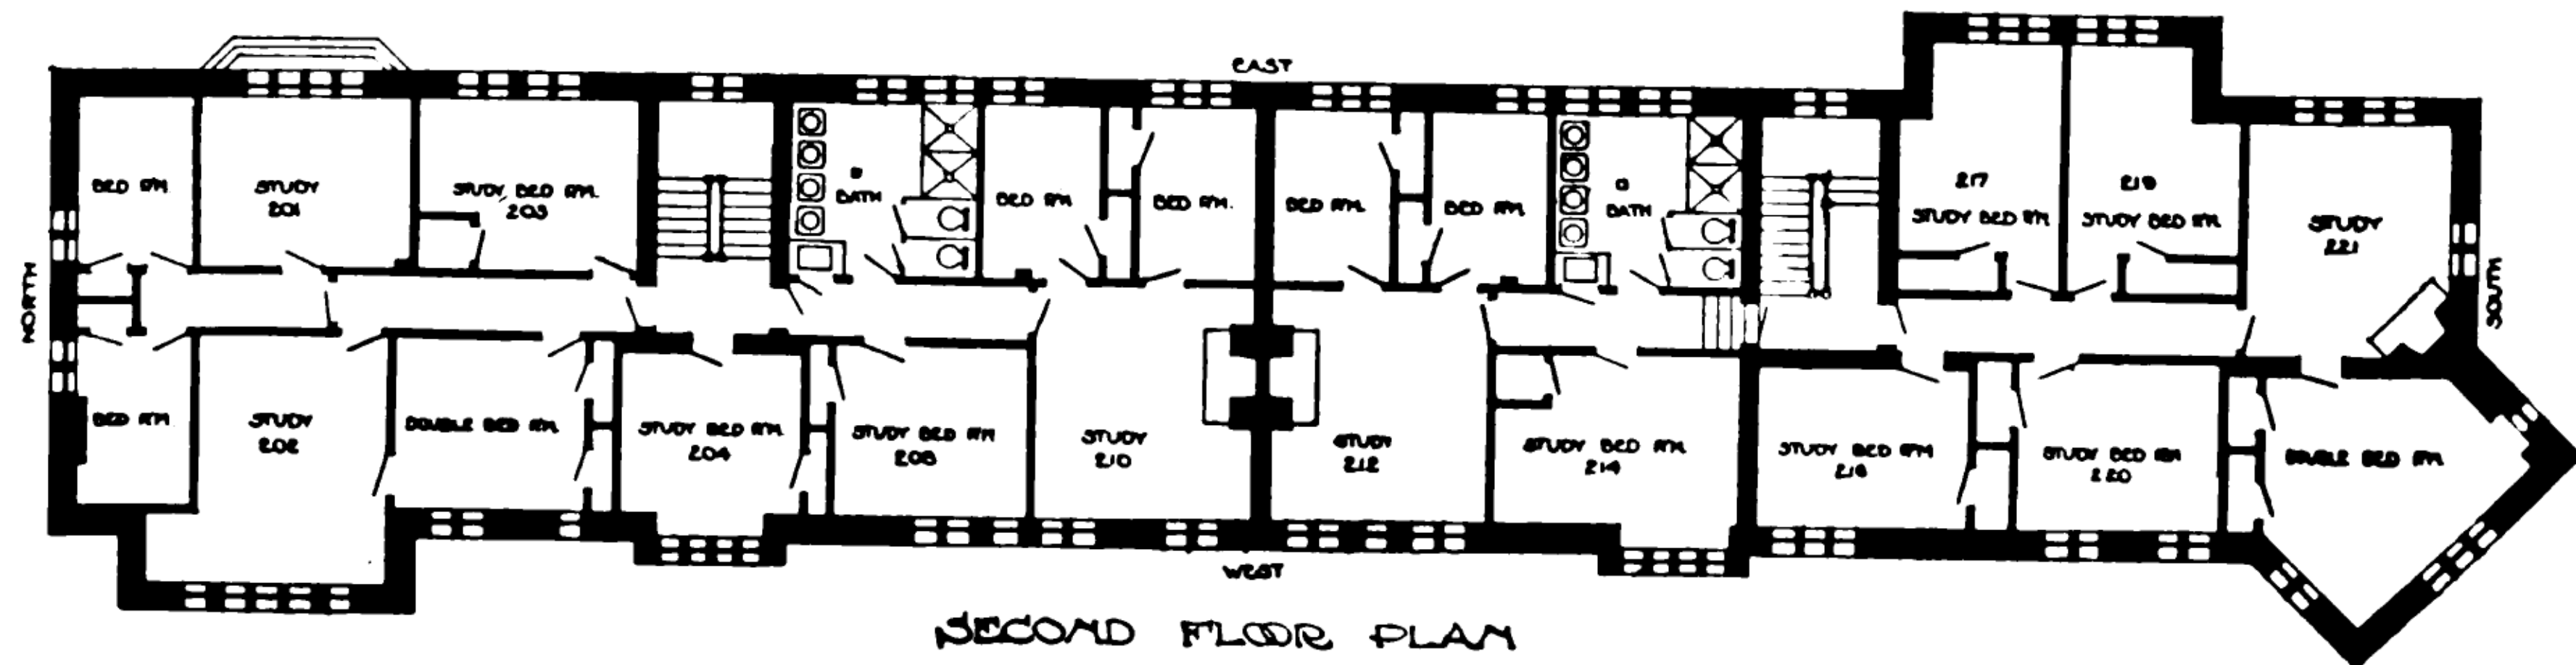 EAST
BED RM.
STUDY
201
STUDY BED RM.
203
BATH
BED RM.
BED RM.
BED RM.
BED RM.
BATH
217
STUDY BED RM.
219
STUDY BED RM.
STUDY
221
NORTH
SOUTH
BED RM.
STUDY
202
DOUBLE BED RM.
STUDY BED RM.
204
STUDY BED RM.
208
STUDY
210
STUDY
212
STUDY BED RM.
214
STUDY BED RM
218
STUDY BED RM
220
DOUBLE BED RM.
WEST
SECOND FLOOR PLAN